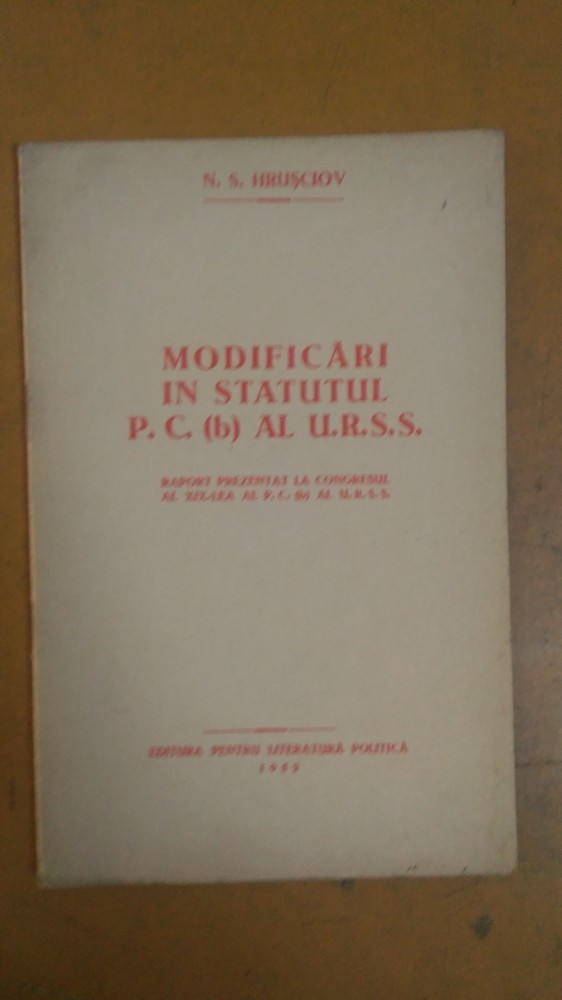 N. S. HRUȘCIOV
MODIFICĂRI
IN STATUTUL
P. C. (b) AL U.R.S.S.
RAPORT PREZENTAT LA CONGRESUL
AL XIX-LEA AL P. C. (b) AL U. R. S. S.
EDITURA PENTRU LITERATURĂ POLITICĂ